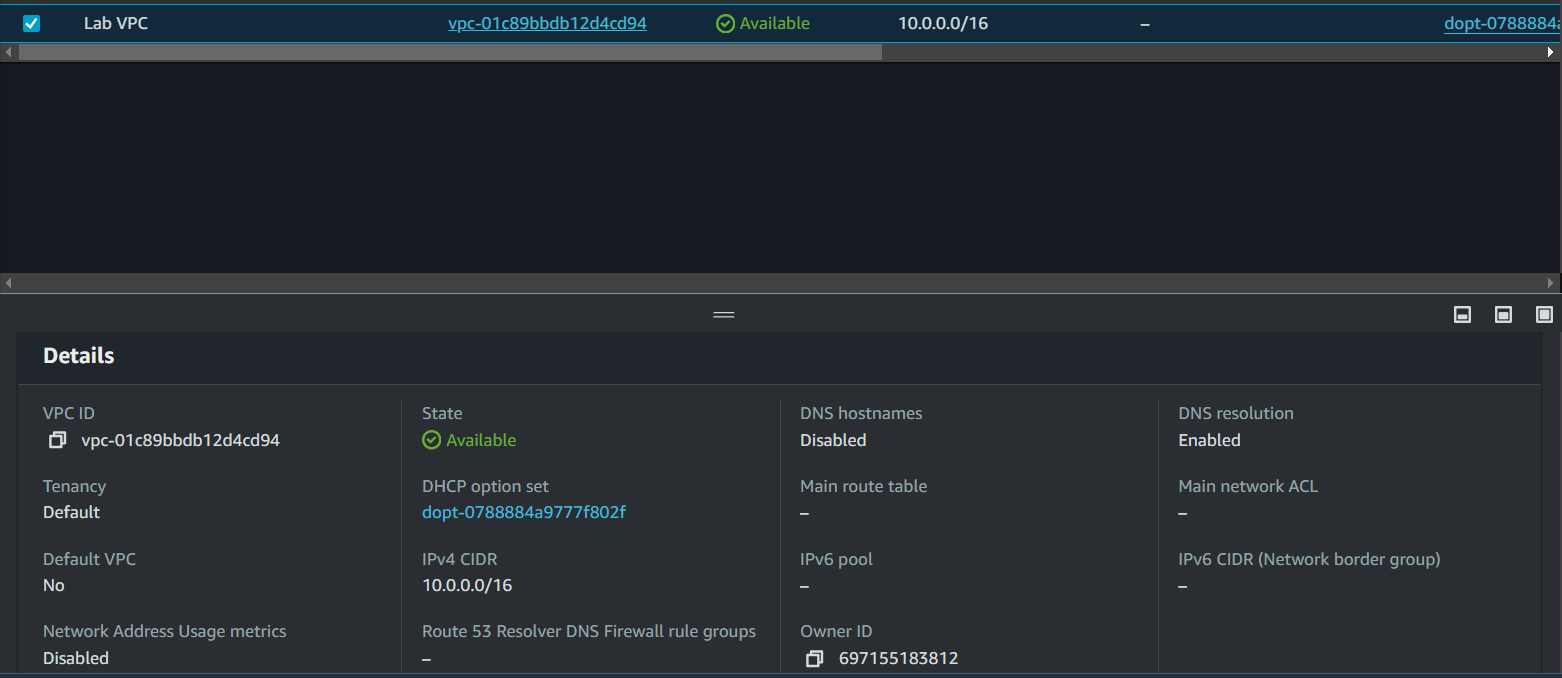 Lab VPC vpc-01c89bbdb12d4cd94 Available 10.0.0.0/16 – dopt-0788884a
Details
VPC ID State DNS hostnames DNS resolution
vpc-01c89bbdb12d4cd94 Available Disabled Enabled
Tenancy DHCP option set Main route table Main network ACL
Default dopt-0788884a9777f802f – –
Default VPC IPv4 CIDR IPv6 pool IPv6 CIDR (Network border group)
No 10.0.0.0/16 – –
Network Address Usage metrics Route 53 Resolver DNS Firewall rule groups Owner ID
Disabled – 697155183812